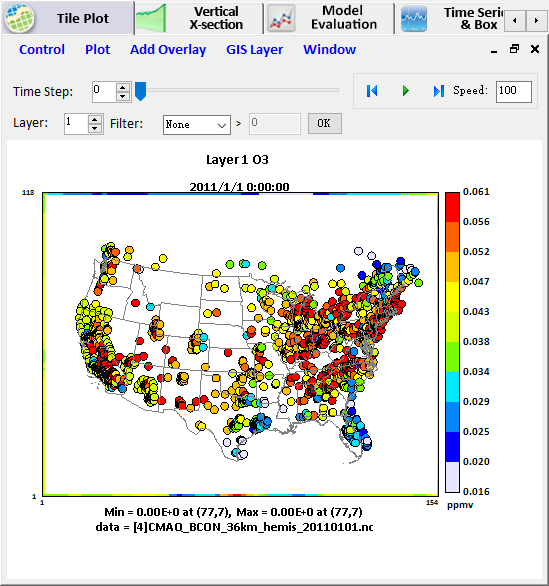 Tile Plot Vertical X-section Model Evaluation Time Serie & Box
Control Plot Add Overlay GIS Layer Window
Time Step: 0 Speed: 100
Layer: 1 Filter: None > 0 OK
Layer 1 O3
2011/1/1 0:00:00
118
0.061
0.056
0.052
0.047
0.043
0.038
0.034
0.029
0.025
0.020
0.016
1
1 154
ppmv
Min = 0.00E+0 at (77,7), Max = 0.00E+0 at (77,7)
data = [4]CMAQ_BCON_36km_hemis_20110101.nc